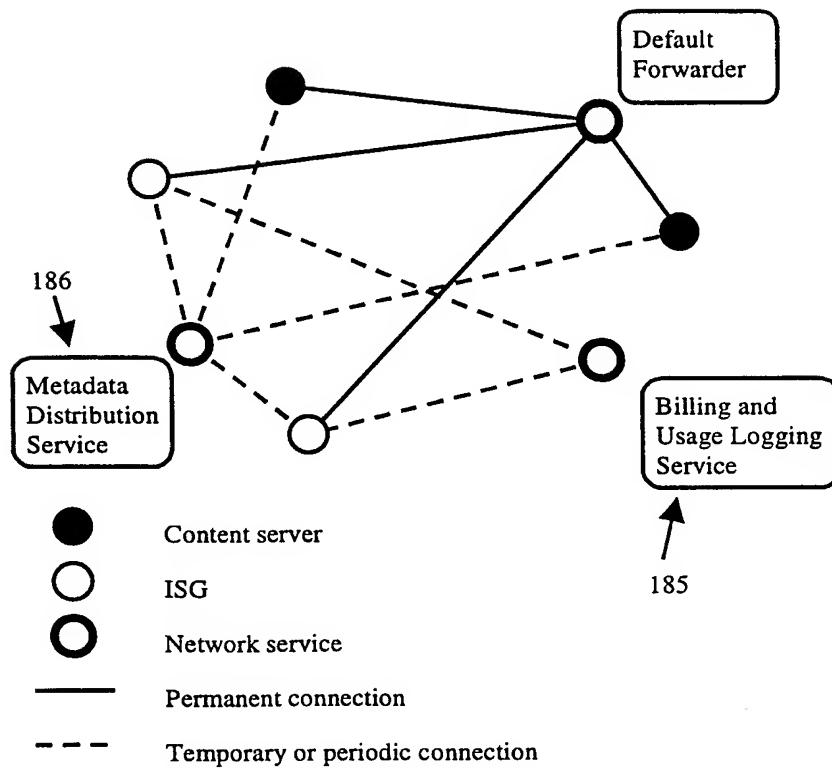 Default
Forwarder
186
Metadada
Distribution
Service
Billing and
Usage Logging
Service
185
Content server
ISG
Network service
Permanent connection
Temporary or periodic connection